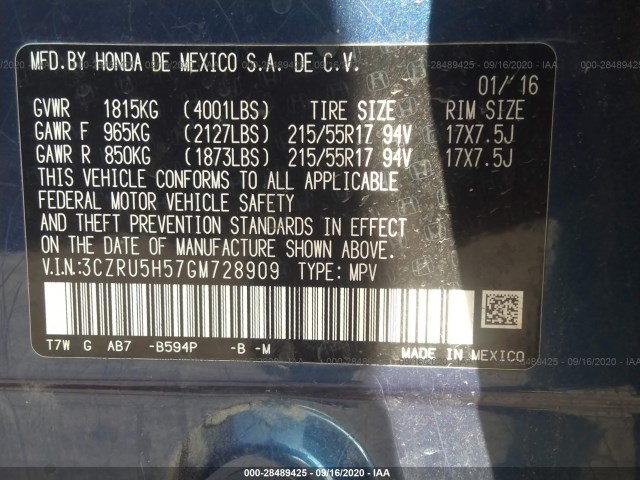 000-28489425 - 09/16/2020 - IAA
MFD.BY HONDA DE MEXICO S.A. DE C.V.
01/'16
GVWR 1815KG (4001LBS) TIRE SIZE RIM SIZE
GAWR F 965KG (2127LBS) 215/55R17 94V 17X7.5J
GAWR R 850KG (1873LBS) 215/55R17 94V 17X7.5J
THIS VEHICLE CONFORMS TO ALL APPLICABLE
FEDERAL MOTOR VEHICLE SAFETY
AND THEFT PREVENTION STANDARDS IN EFFECT
ON THE DATE OF MANUFACTURE SHOWN ABOVE.
V.I.N.:3CZRU5H57GM728909 TYPE: MPV
T7W G AB7 -B594P -B -M
MADE IN MEXICO
000-28489425 - 09/16/2020 - IAA